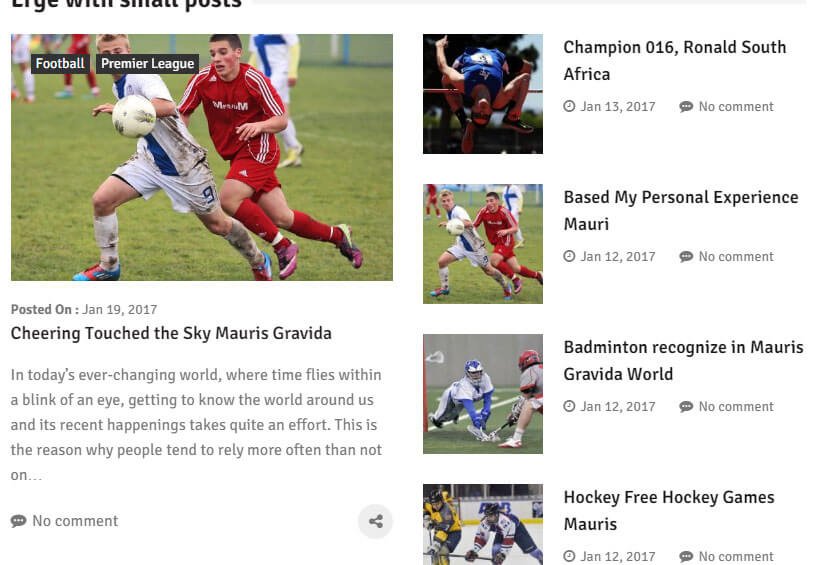 Erge with small posts
Football
Premier League
9
Posted On : Jan 19, 2017
Cheering Touched the Sky Mauris Gravida
In today's ever-changing world, where time flies within
a blink of an eye, getting to know the world around us
and its recent happenings takes quite an effort. This is
the reason why people tend to rely more often than not
on…
No comment
Champion 016, Ronald South
Africa
Jan 13, 2017 No comment
Based My Personal Experience
Mauri
Jan 12, 2017 No comment
Badminton recognize in Mauris
Gravida World
Jan 12, 2017 No comment
Hockey Free Hockey Games
Mauris
Jan 12, 2017 No comment